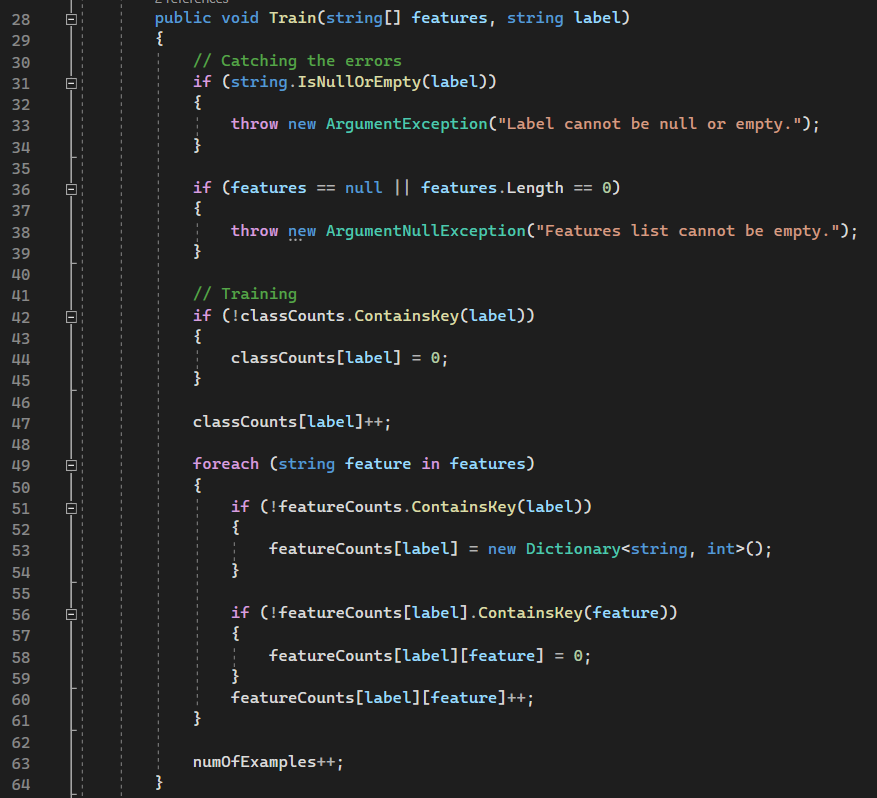 2 references
28 public void Train(string[] features, string label)
29 {
30 // Catching the errors
31 if (string.IsNullOrEmpty(label))
32 {
33 throw new ArgumentException("Label cannot be null or empty.");
34 }
35
36 if (features == null || features.Length == 0)
37 {
38 throw new ArgumentNullException("Features list cannot be empty.");
39 }
40
41 // Training
42 if (!classCounts.ContainsKey(label))
43 {
44 classCounts[label] = 0;
45 }
46
47 classCounts[label]++;
48
49 foreach (string feature in features)
50 {
51 if (!featureCounts.ContainsKey(label))
52 {
53 featureCounts[label] = new Dictionary<string, int>();
54 }
55
56 if (!featureCounts[label].ContainsKey(feature))
57 {
58 featureCounts[label][feature] = 0;
59 }
60 featureCounts[label][feature]++;
61 }
62
63 numOfExamples++;
64 }